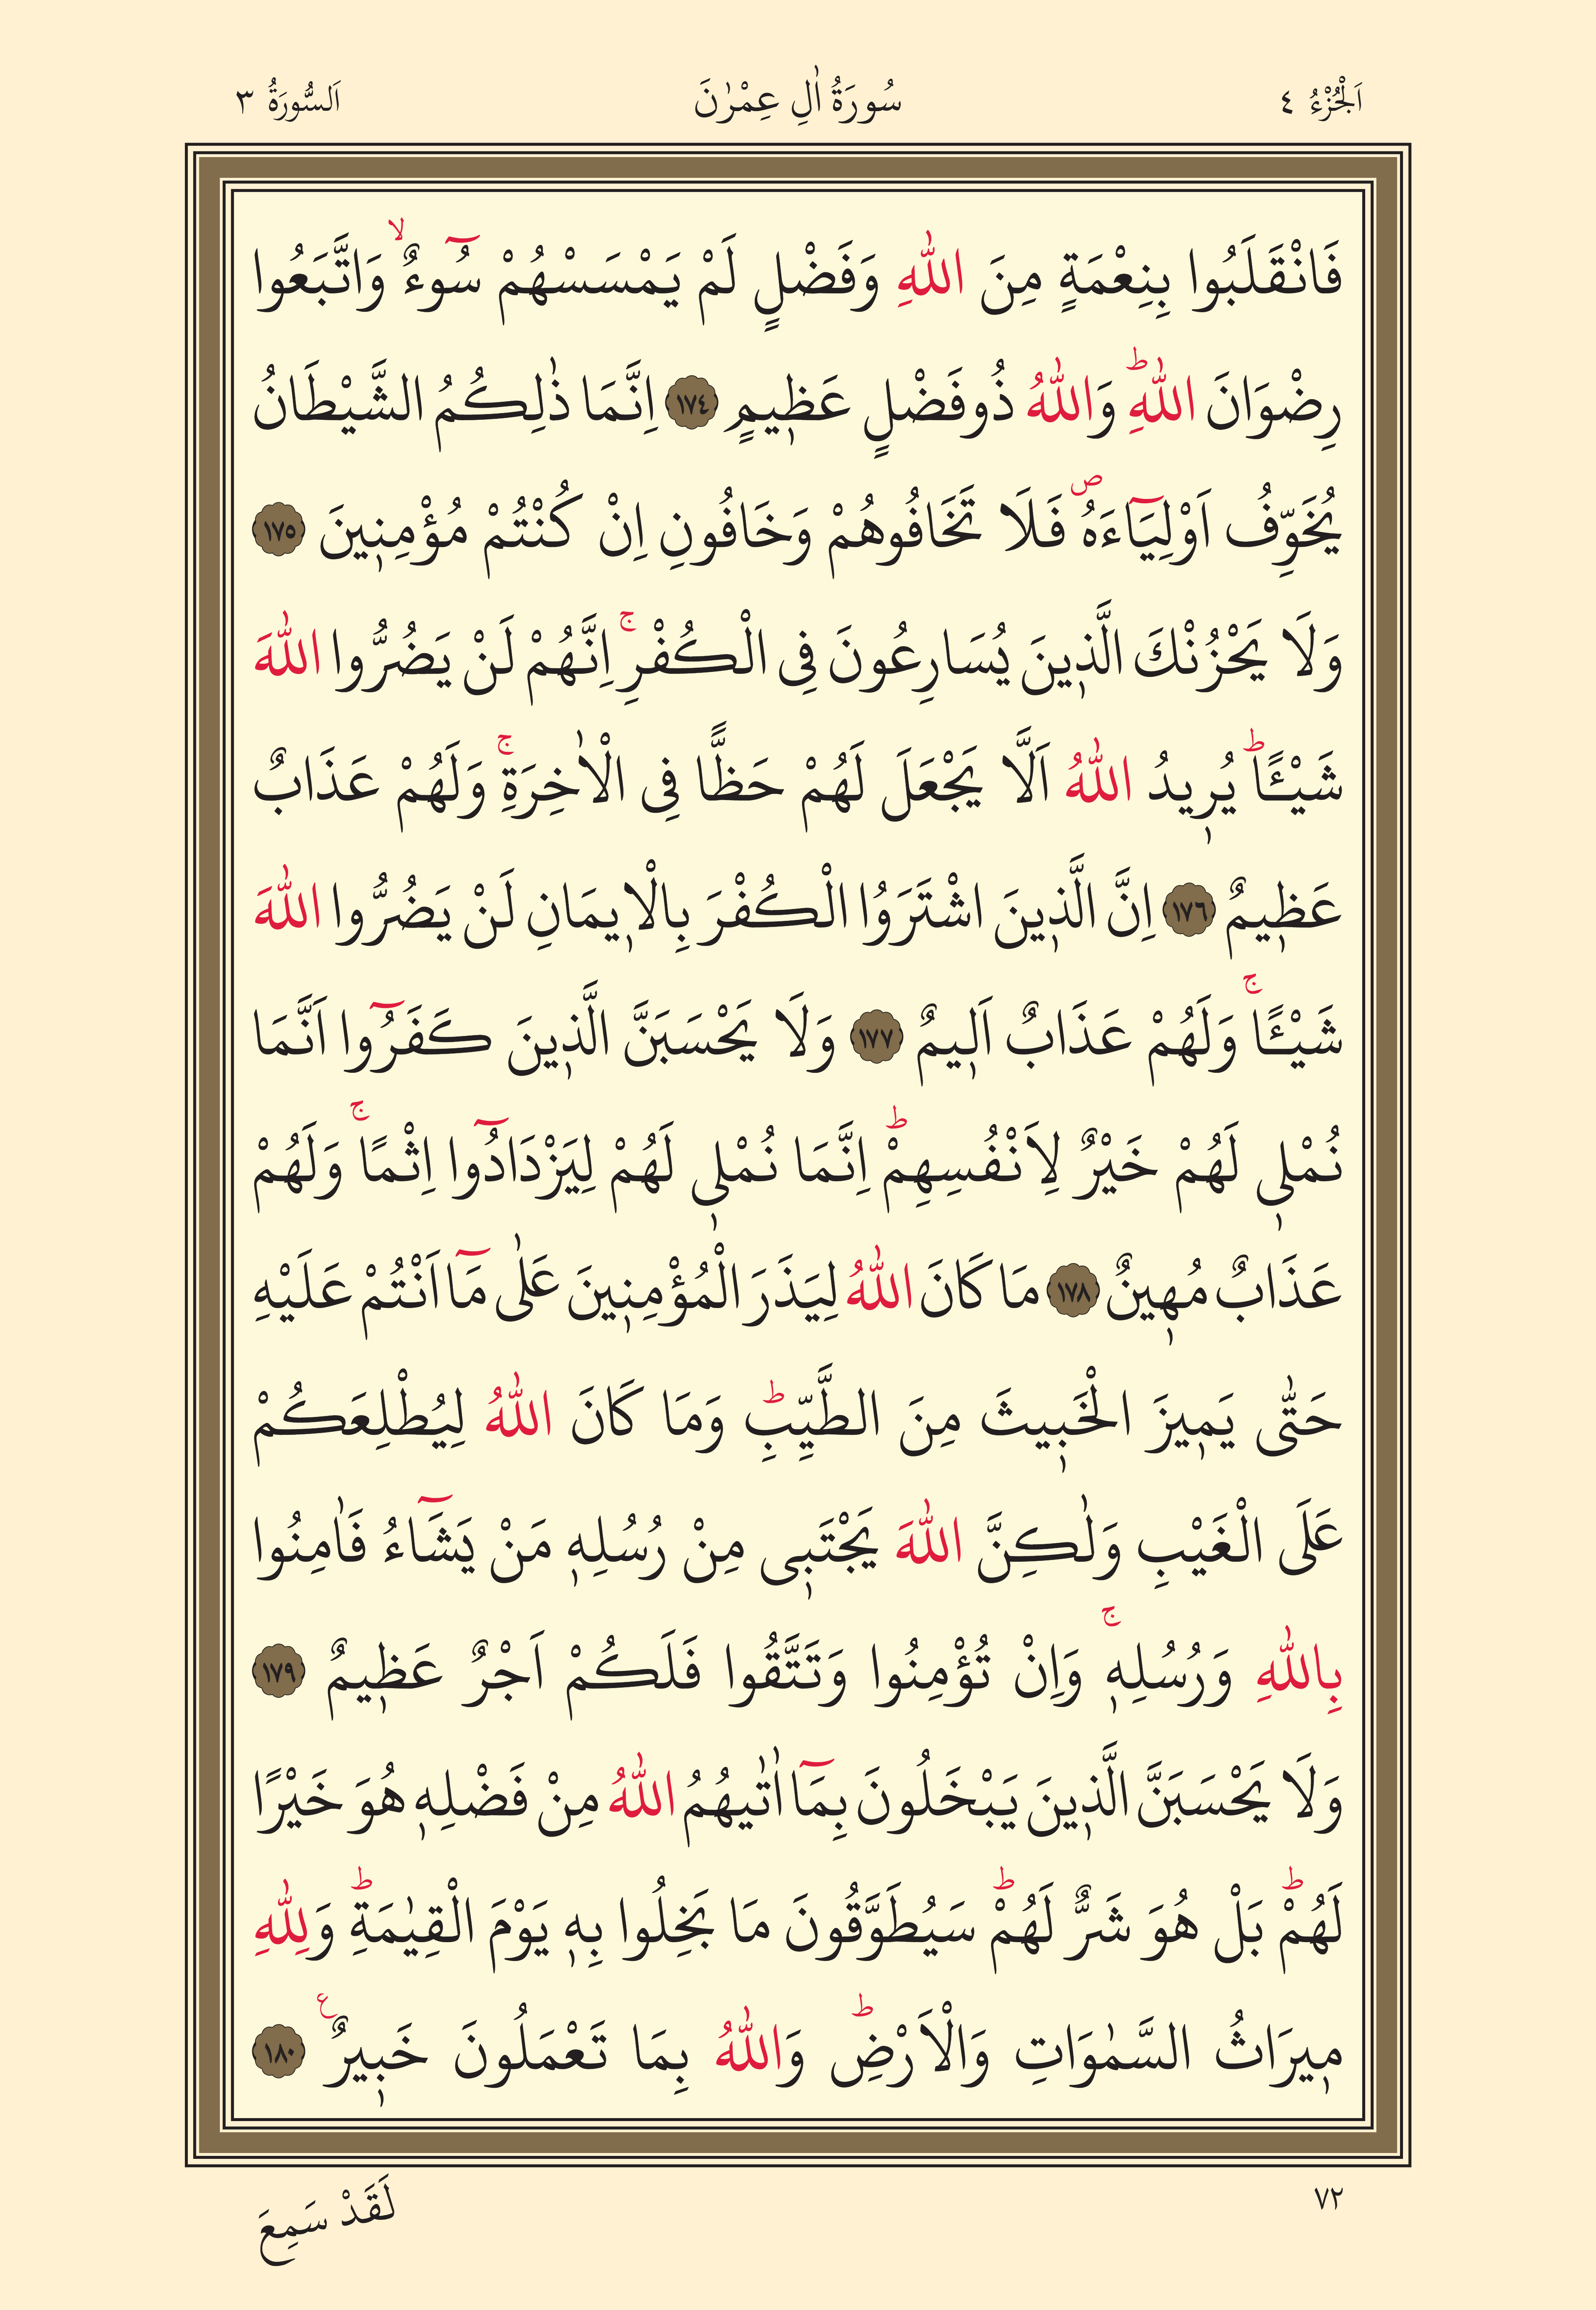 اَلْجُزْءُ ٤ سُورَةُ اٰلِ عِمْرٰنَ اَلسُّورَةُ ٣
فَانْقَلَبُوا بِنِعْمَةٍ مِنَ اللّٰهِ وَفَضْلٍ لَمْ يَمْسَسْهُمْ سُٓوءٌۙ وَاتَّبَعُوا
رِضْوَانَ اللّٰهِؕ وَاللّٰهُ ذُوفَضْلٍ عَظ۪يمٍ ١٧٤ اِنَّمَا ذٰلِكُمُ الشَّيْطَانُ
يُخَوِّفُ اَوْلِيَٓاءَهُࣕ فَلَا تَخَافُوهُمْ وَخَافُونِ اِنْ كُنْتُمْ مُؤْمِن۪ينَ ١٧٥
وَلَا يَحْزُنْكَ الَّذ۪ينَ يُسَارِعُونَ فِى الْكُفْرِۚ اِنَّهُمْ لَنْ يَضُرُّوا اللّٰهَ
شَيْـًٔاؕ يُر۪يدُ اللّٰهُ اَلَّا يَجْعَلَ لَهُمْ حَظًّا فِى الْاٰخِرَةِۚ وَلَهُمْ عَذَابٌ
عَظ۪يمٌ ١٧٦ اِنَّ الَّذ۪ينَ اشْتَرَوُا الْكُفْرَ بِالْا۪يمَانِ لَنْ يَضُرُّوا اللّٰهَ
شَيْـًٔاۚ وَلَهُمْ عَذَابٌ اَل۪يمٌ ١٧٧ وَلَا يَحْسَبَنَّ الَّذ۪ينَ كَفَرُٓوا اَنَّمَا
نُمْل۪ى لَهُمْ خَيْرٌ لِاَنْفُسِهِمْؕ اِنَّمَا نُمْل۪ى لَهُمْ لِيَزْدَادُٓوا اِثْمًاۚ وَلَهُمْ
عَذَابٌ مُه۪ينٌ ١٧٨ مَا كَانَ اللّٰهُ لِيَذَرَ الْمُؤْمِن۪ينَ عَلٰى مَٓا اَنْتُمْ عَلَيْهِ
حَتّٰى يَم۪يزَ الْخَب۪يثَ مِنَ الطَّيِّبِؕ وَمَا كَانَ اللّٰهُ لِيُطْلِعَكُمْ
عَلَى الْغَيْبِ وَلٰكِنَّ اللّٰهَ يَجْتَب۪ى مِنْ رُسُلِه۪ مَنْ يَشَٓاءُ فَاٰمِنُوا
بِاللّٰهِ وَرُسُلِه۪ۚ وَاِنْ تُؤْمِنُوا وَتَتَّقُوا فَلَكُمْ اَجْرٌ عَظ۪يمٌ ١٧٩
وَلَا يَحْسَبَنَّ الَّذ۪ينَ يَبْخَلُونَ بِمَٓا اٰتٰيهُمُ اللّٰهُ مِنْ فَضْلِه۪ هُوَ خَيْرًا
لَهُمْؕ بَلْ هُوَ شَرٌّ لَهُمْؕ سَيُطَوَّقُونَ مَا بَخِلُوا بِه۪ يَوْمَ الْقِيٰمَةِؕ وَلِلّٰهِ
م۪يرَاثُ السَّمٰوَاتِ وَالْاَرْضِؕ وَاللّٰهُ بِمَا تَعْمَلُونَ خَب۪يرٌ ع ١٨٠
٧٢ لَقَدْ سَمِعَ